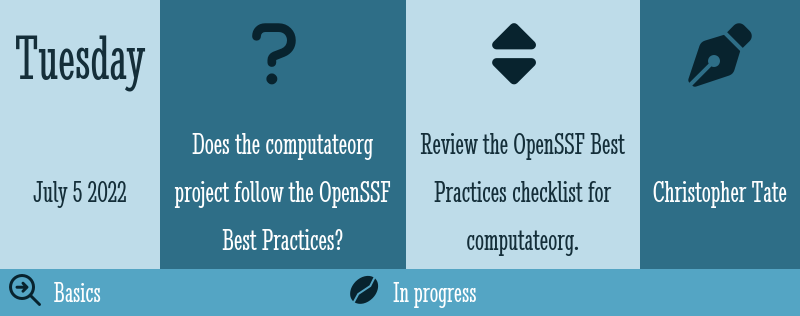 Tuesday
July 5 2022
Does the computateorg
project follow the OpenSSF
Best Practices?
Review the OpenSSF Best
Practices checklist for
computateorg.
Christopher Tate
Basics
In progress